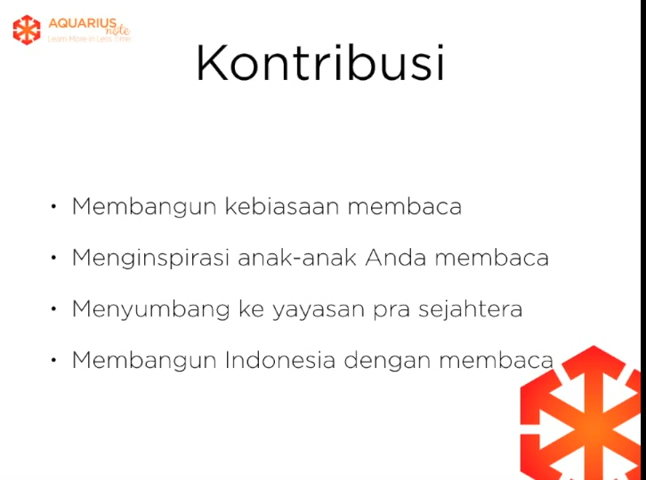 AQUARIUS
note
Learn More in Less Time
Kontribusi
• Membangun kebiasaan membaca
• Menginspirasi anak-anak Anda membaca
• Menyumbang ke yayasan pra sejahtera
• Membangun Indonesia dengan membaca